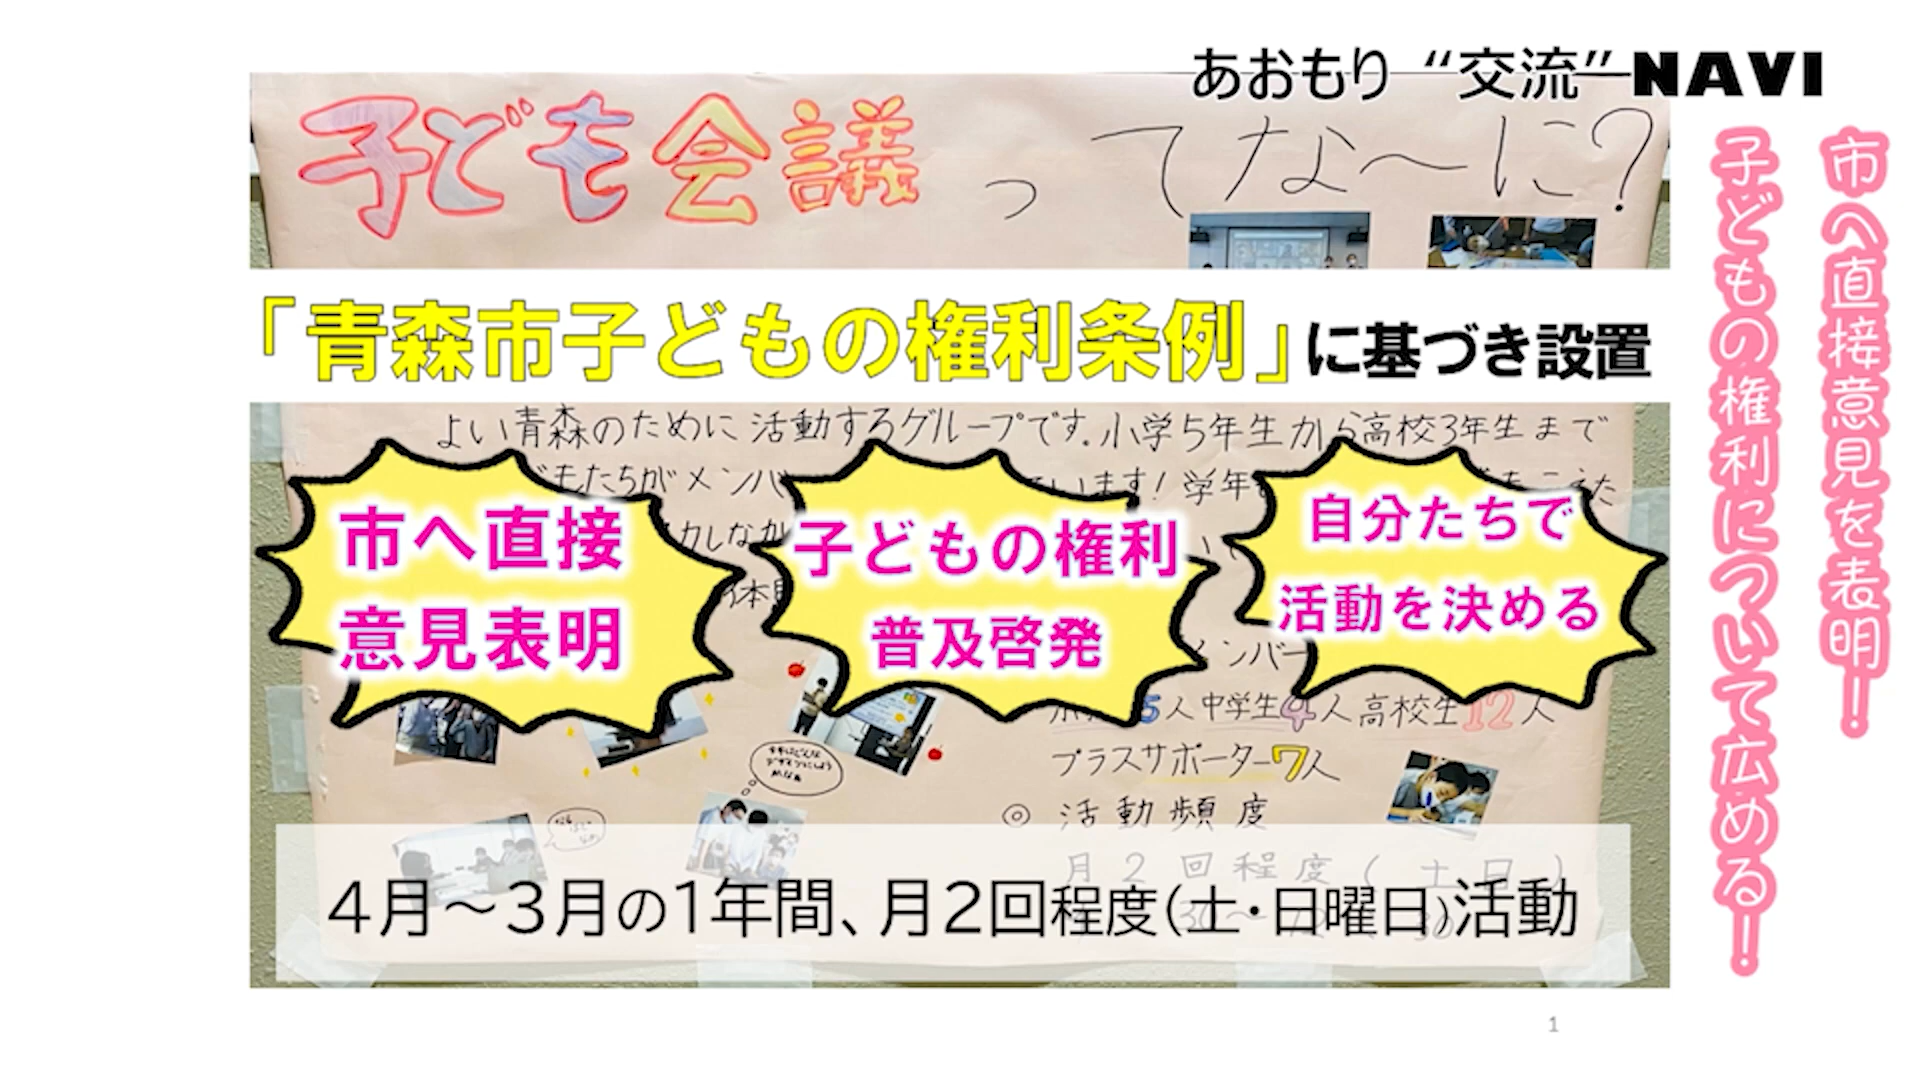 あおもり “交流”NAVI
市へ直接意見を表明！
子どもの権利について広める！
子ども会議ってな～に?
「青森市子どもの権利条例」に基づき設置
よい青森のために活動するグループです.小学5年生から高校3年生まで
どもたちがメンバ
います! 学年
をこえた
力しなが
市へ直接
意見表明
子どもの権利
普及啓発
自分たちで
活動を決める
メンバー
5人中学生4人高校生12人
プラスサポーター7人
◎ 活動頻度
月2回程度(土日)
4月～3月の1年間、月2回程度(土・日曜日)活動
1